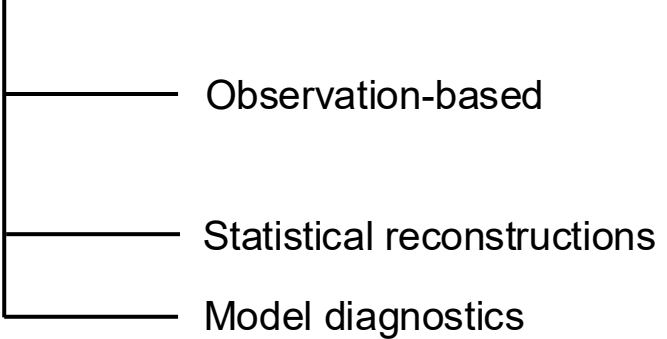 Observation-based
Statistical reconstructions
Model diagnostics